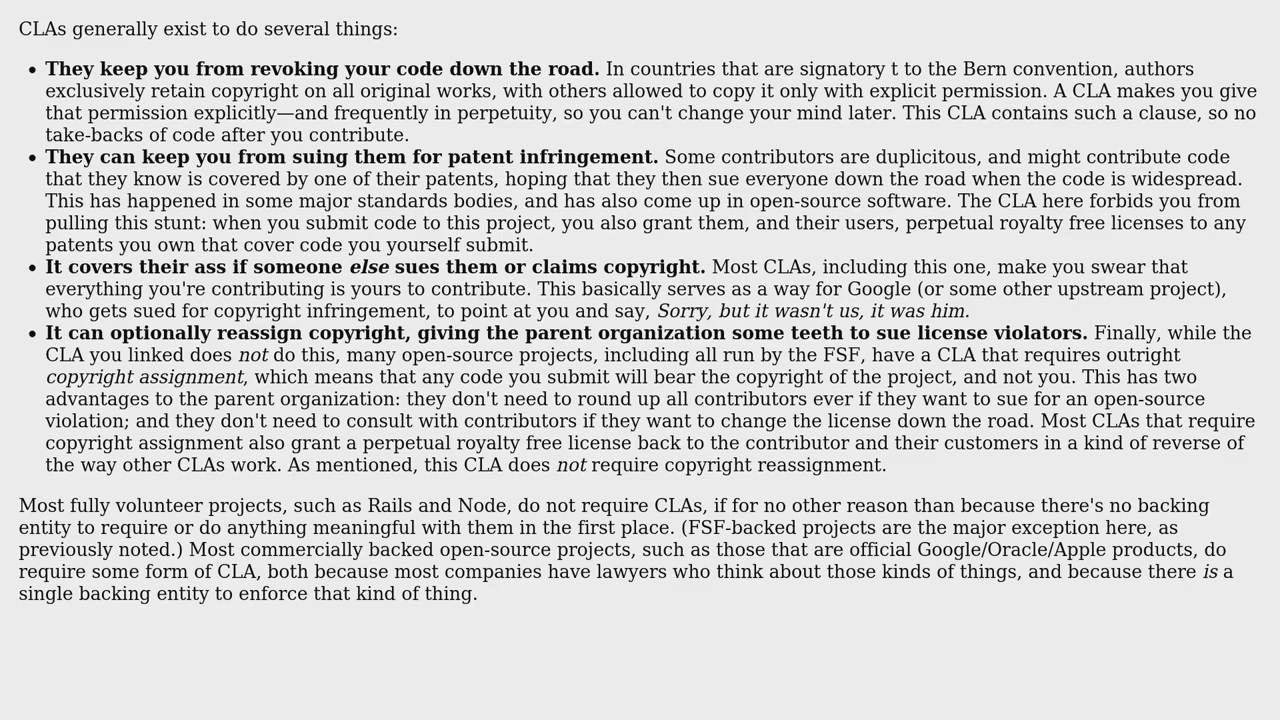 CLAs generally exist to do several things:
• They keep you from revoking your code down the road. In countries that are signatory t to the Bern convention, authors
exclusively retain copyright on all original works, with others allowed to copy it only with explicit permission. A CLA makes you give
that permission explicitly—and frequently in perpetuity, so you can't change your mind later. This CLA contains such a clause, so no
take-backs of code after you contribute.
• They can keep you from suing them for patent infringement. Some contributors are duplicitous, and might contribute code
that they know is covered by one of their patents, hoping that they then sue everyone down the road when the code is widespread.
This has happened in some major standards bodies, and has also come up in open-source software. The CLA here forbids you from
pulling this stunt: when you submit code to this project, you also grant them, and their users, perpetual royalty free licenses to any
patents you own that cover code you yourself submit.
• It covers their ass if someone else sues them or claims copyright. Most CLAs, including this one, make you swear that
everything you're contributing is yours to contribute. This basically serves as a way for Google (or some other upstream project),
who gets sued for copyright infringement, to point at you and say, Sorry, but it wasn't us, it was him.
• It can optionally reassign copyright, giving the parent organization some teeth to sue license violators. Finally, while the
CLA you linked does not do this, many open-source projects, including all run by the FSF, have a CLA that requires outright
copyright assignment, which means that any code you submit will bear the copyright of the project, and not you. This has two
advantages to the parent organization: they don't need to round up all contributors ever if they want to sue for an open-source
violation; and they don't need to consult with contributors if they want to change the license down the road. Most CLAs that require
copyright assignment also grant a perpetual royalty free license back to the contributor and their customers in a kind of reverse of
the way other CLAs work. As mentioned, this CLA does not require copyright reassignment.
Most fully volunteer projects, such as Rails and Node, do not require CLAs, if for no other reason than because there's no backing
entity to require or do anything meaningful with them in the first place. (FSF-backed projects are the major exception here, as
previously noted.) Most commercially backed open-source projects, such as those that are official Google/Oracle/Apple products, do
require some form of CLA, both because most companies have lawyers who think about those kinds of things, and because there is a
single backing entity to enforce that kind of thing.